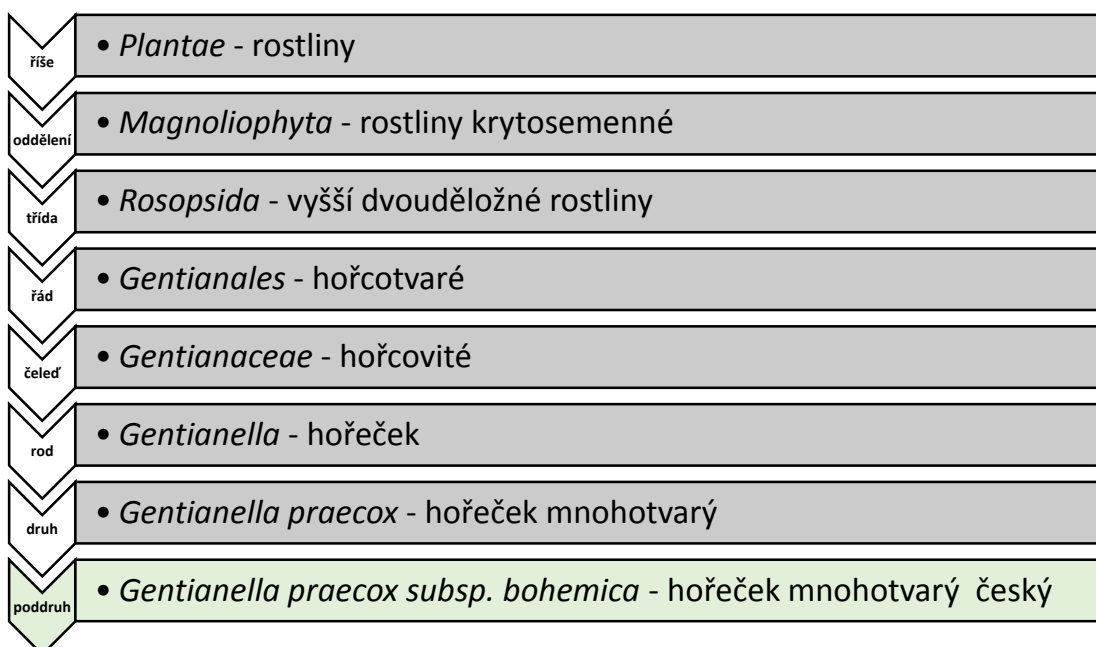 říše
• Plantae - rostliny
oddělení
• Magnoliophyta - rostliny krytosemenné
třída
• Rosopsida - vyšší dvouděložné rostliny
řád
• Gentianales - hořcotvaré
čeleď
• Gentianaceae - hořcovité
rod
• Gentianella - hořeček
druh
• Gentianella praecox - hořeček mnohotvarý
poddruh
• Gentianella praecox subsp. bohemica - hořeček mnohotvarý český